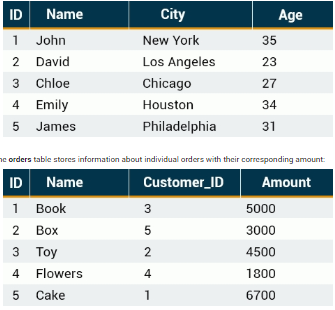 ID Name City Age
1 John New York 35
2 David Los Angeles 23
3 Chloe Chicago 27
4 Emily Houston 34
5 James Philadelphia 31
orders table stores information about individual orders with their corresponding amount:
ID Name Customer_ID Amount
1 Book 3 5000
2 Box 5 3000
3 Toy 2 4500
4 Flowers 4 1800
5 Cake 1 6700